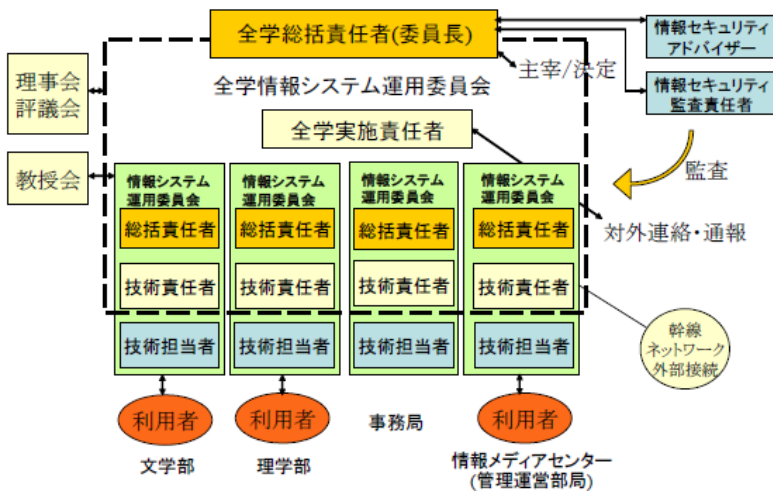 全学総括責任者(委員長)
情報セキュリティ
アドバイザー
主宰/決定
全学情報システム運用委員会
理事会
評議会
情報セキュリティ
監査責任者
全学実施責任者
監査
教授会
情報システム
運用委員会
総括責任者
技術責任者
技術担当者
利用者
文学部
情報システム
運用委員会
総括責任者
技術責任者
技術担当者
利用者
理学部
情報システム
運用委員会
総括責任者
技術責任者
技術担当者
事務局
情報システム
運用委員会
総括責任者
技術責任者
技術担当者
利用者
情報メディアセンター
(管理運営部局)
対外連絡・通報
幹線
ネットワーク
外部接続